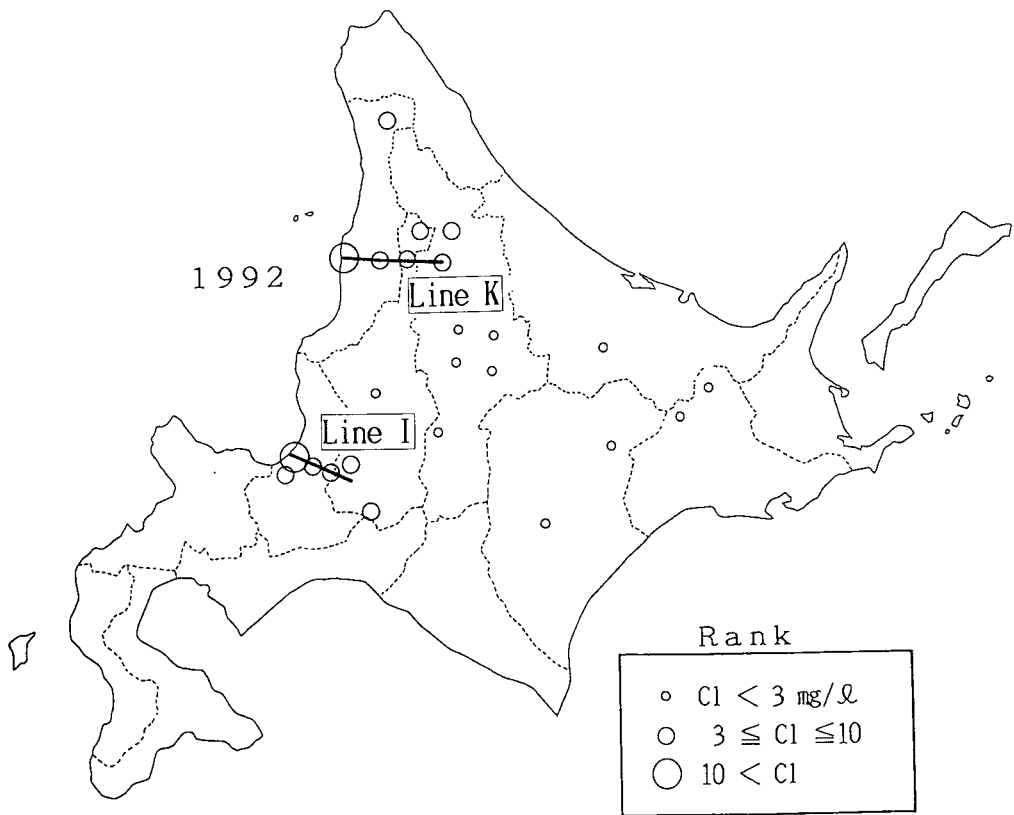 1992
Line K
Line I
Rank
Cl < 3 mg/ℓ
3 ≦ Cl ≦10
10 < Cl